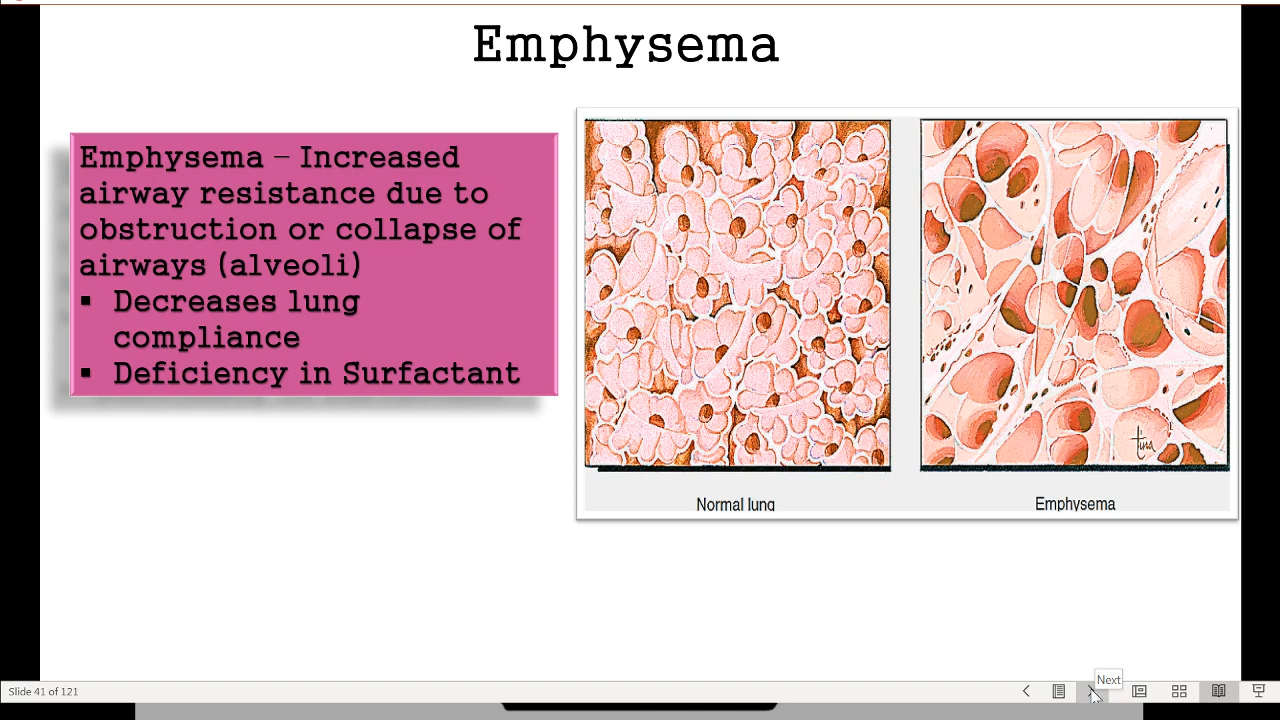 Emphysema
Emphysema – Increased
airway resistance due to
obstruction or collapse of
airways (alveoli)
▪ Decreases lung
compliance
▪ Deficiency in Surfactant
tina
Normal lung
Emphysema
Next
Slide 41 of 121